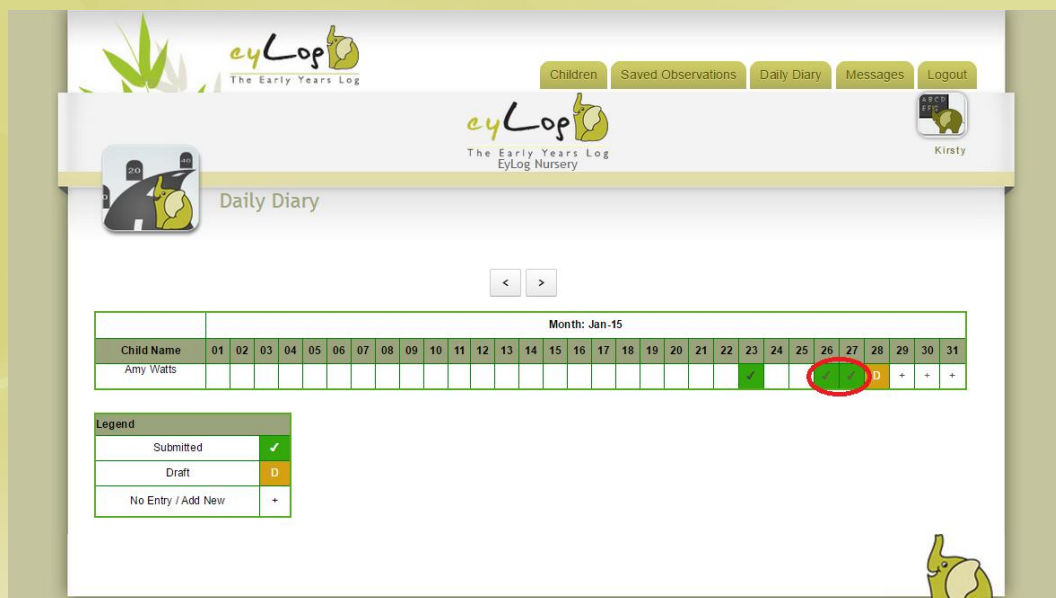 eyLog
The Early Years Log
Children Saved Observations Daily Diary Messages Logout
eyLog
The Early Years Log
EyLog Nursery
ABCD
Kirsty
20 40
Daily Diary
< >
Month: Jan-15
Child Name 01 02 03 04 05 06 07 08 09 10 11 12 13 14 15 16 17 18 19 20 21 22 23 24 25 26 27 28 29 30 31
Amy Watts ✓ ✓ ✓ D + + +
Legend
Submitted ✓
Draft D
No Entry / Add New +